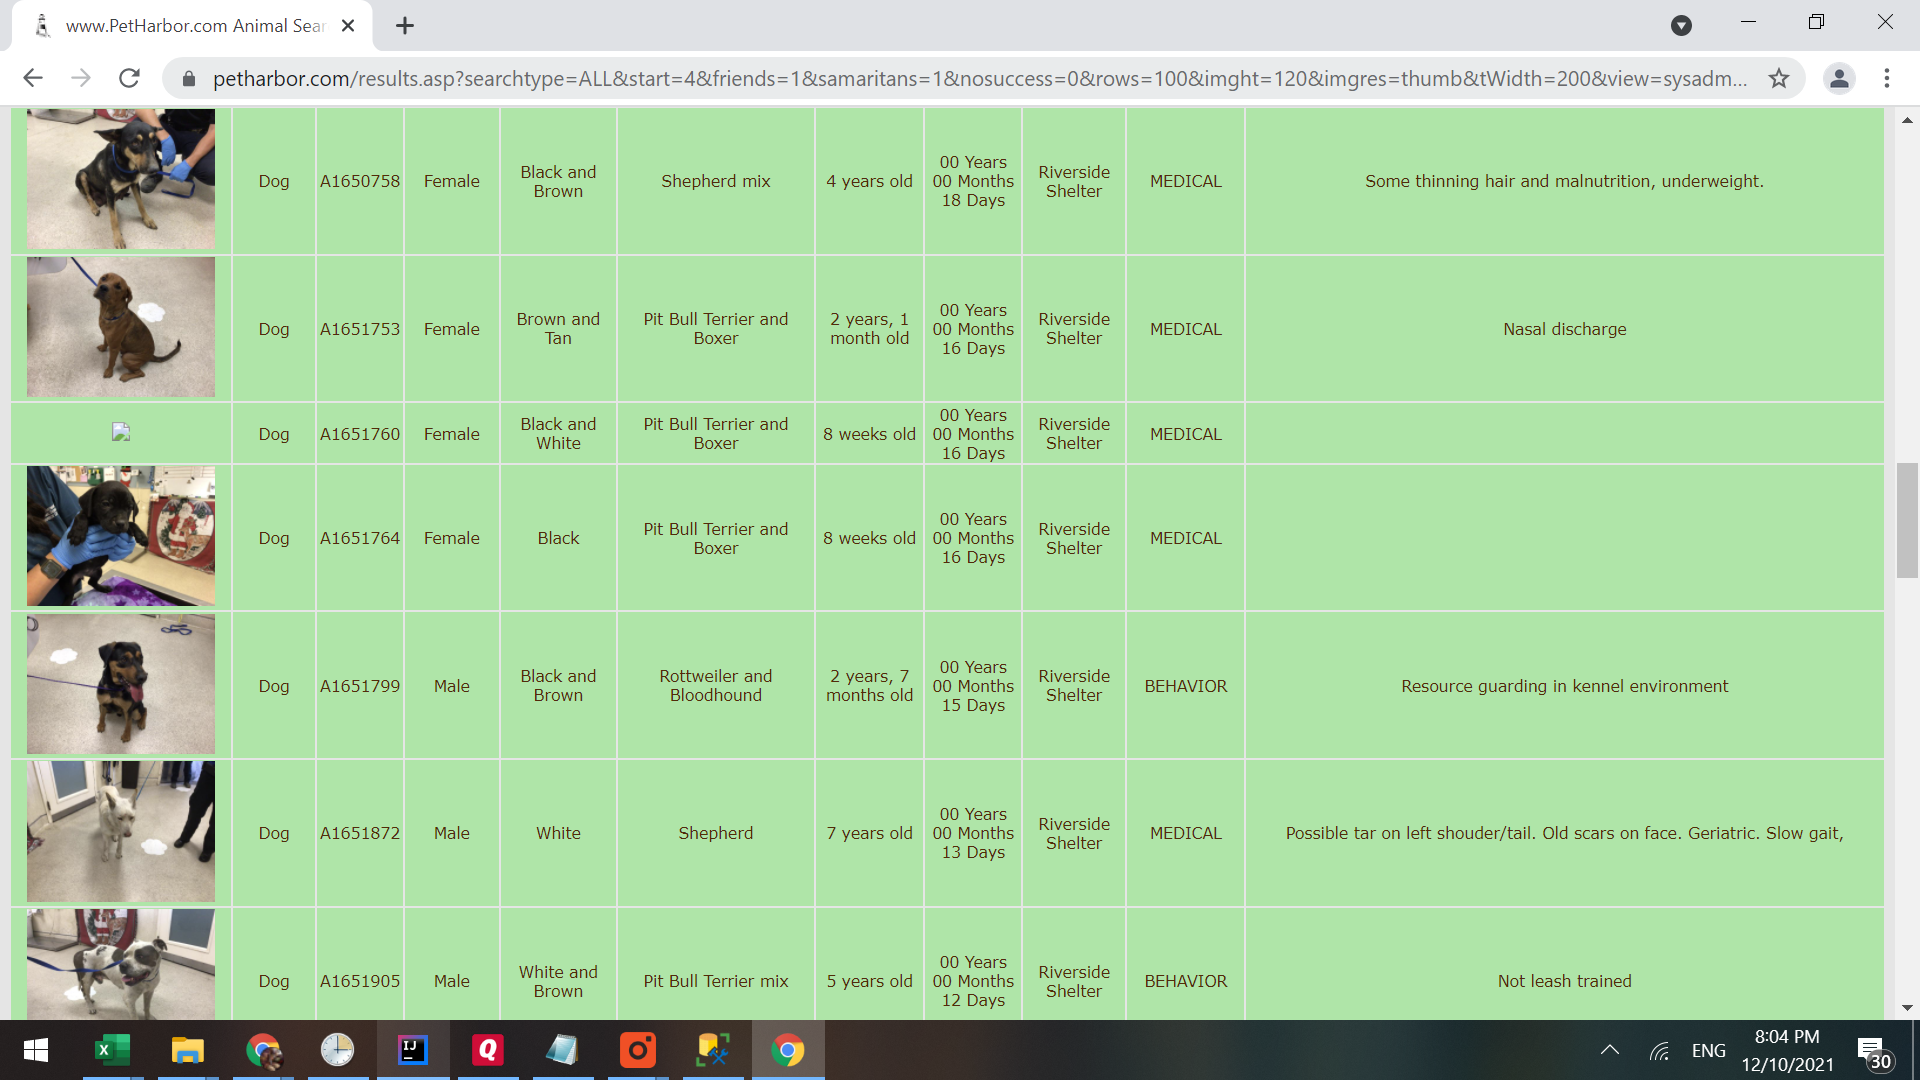 www.PetHarbor.com Animal Sear
petharbor.com/results.asp?searchtype=ALL&start=4&friends=1&samaritans=1&nosuccess=0&rows=100&imght=120&imgres=thumb&tWidth=200&view=sysadm...
Dog A1650758 Female Black and Brown Shepherd mix 4 years old 00 Years 00 Months 18 Days Riverside Shelter MEDICAL Some thinning hair and malnutrition, underweight.
Dog A1651753 Female Brown and Tan Pit Bull Terrier and Boxer 2 years, 1 month old 00 Years 00 Months 16 Days Riverside Shelter MEDICAL Nasal discharge
Dog A1651760 Female Black and White Pit Bull Terrier and Boxer 8 weeks old 00 Years 00 Months 16 Days Riverside Shelter MEDICAL
Dog A1651764 Female Black Pit Bull Terrier and Boxer 8 weeks old 00 Years 00 Months 16 Days Riverside Shelter MEDICAL
Dog A1651799 Male Black and Brown Rottweiler and Bloodhound 2 years, 7 months old 00 Years 00 Months 15 Days Riverside Shelter BEHAVIOR Resource guarding in kennel environment
Dog A1651872 Male White Shepherd 7 years old 00 Years 00 Months 13 Days Riverside Shelter MEDICAL Possible tar on left shouder/tail. Old scars on face. Geriatric. Slow gait,
Dog A1651905 Male White and Brown Pit Bull Terrier mix 5 years old 00 Years 00 Months 12 Days Riverside Shelter BEHAVIOR Not leash trained
X
IJ
Q
ENG
8:04 PM
12/10/2021
30